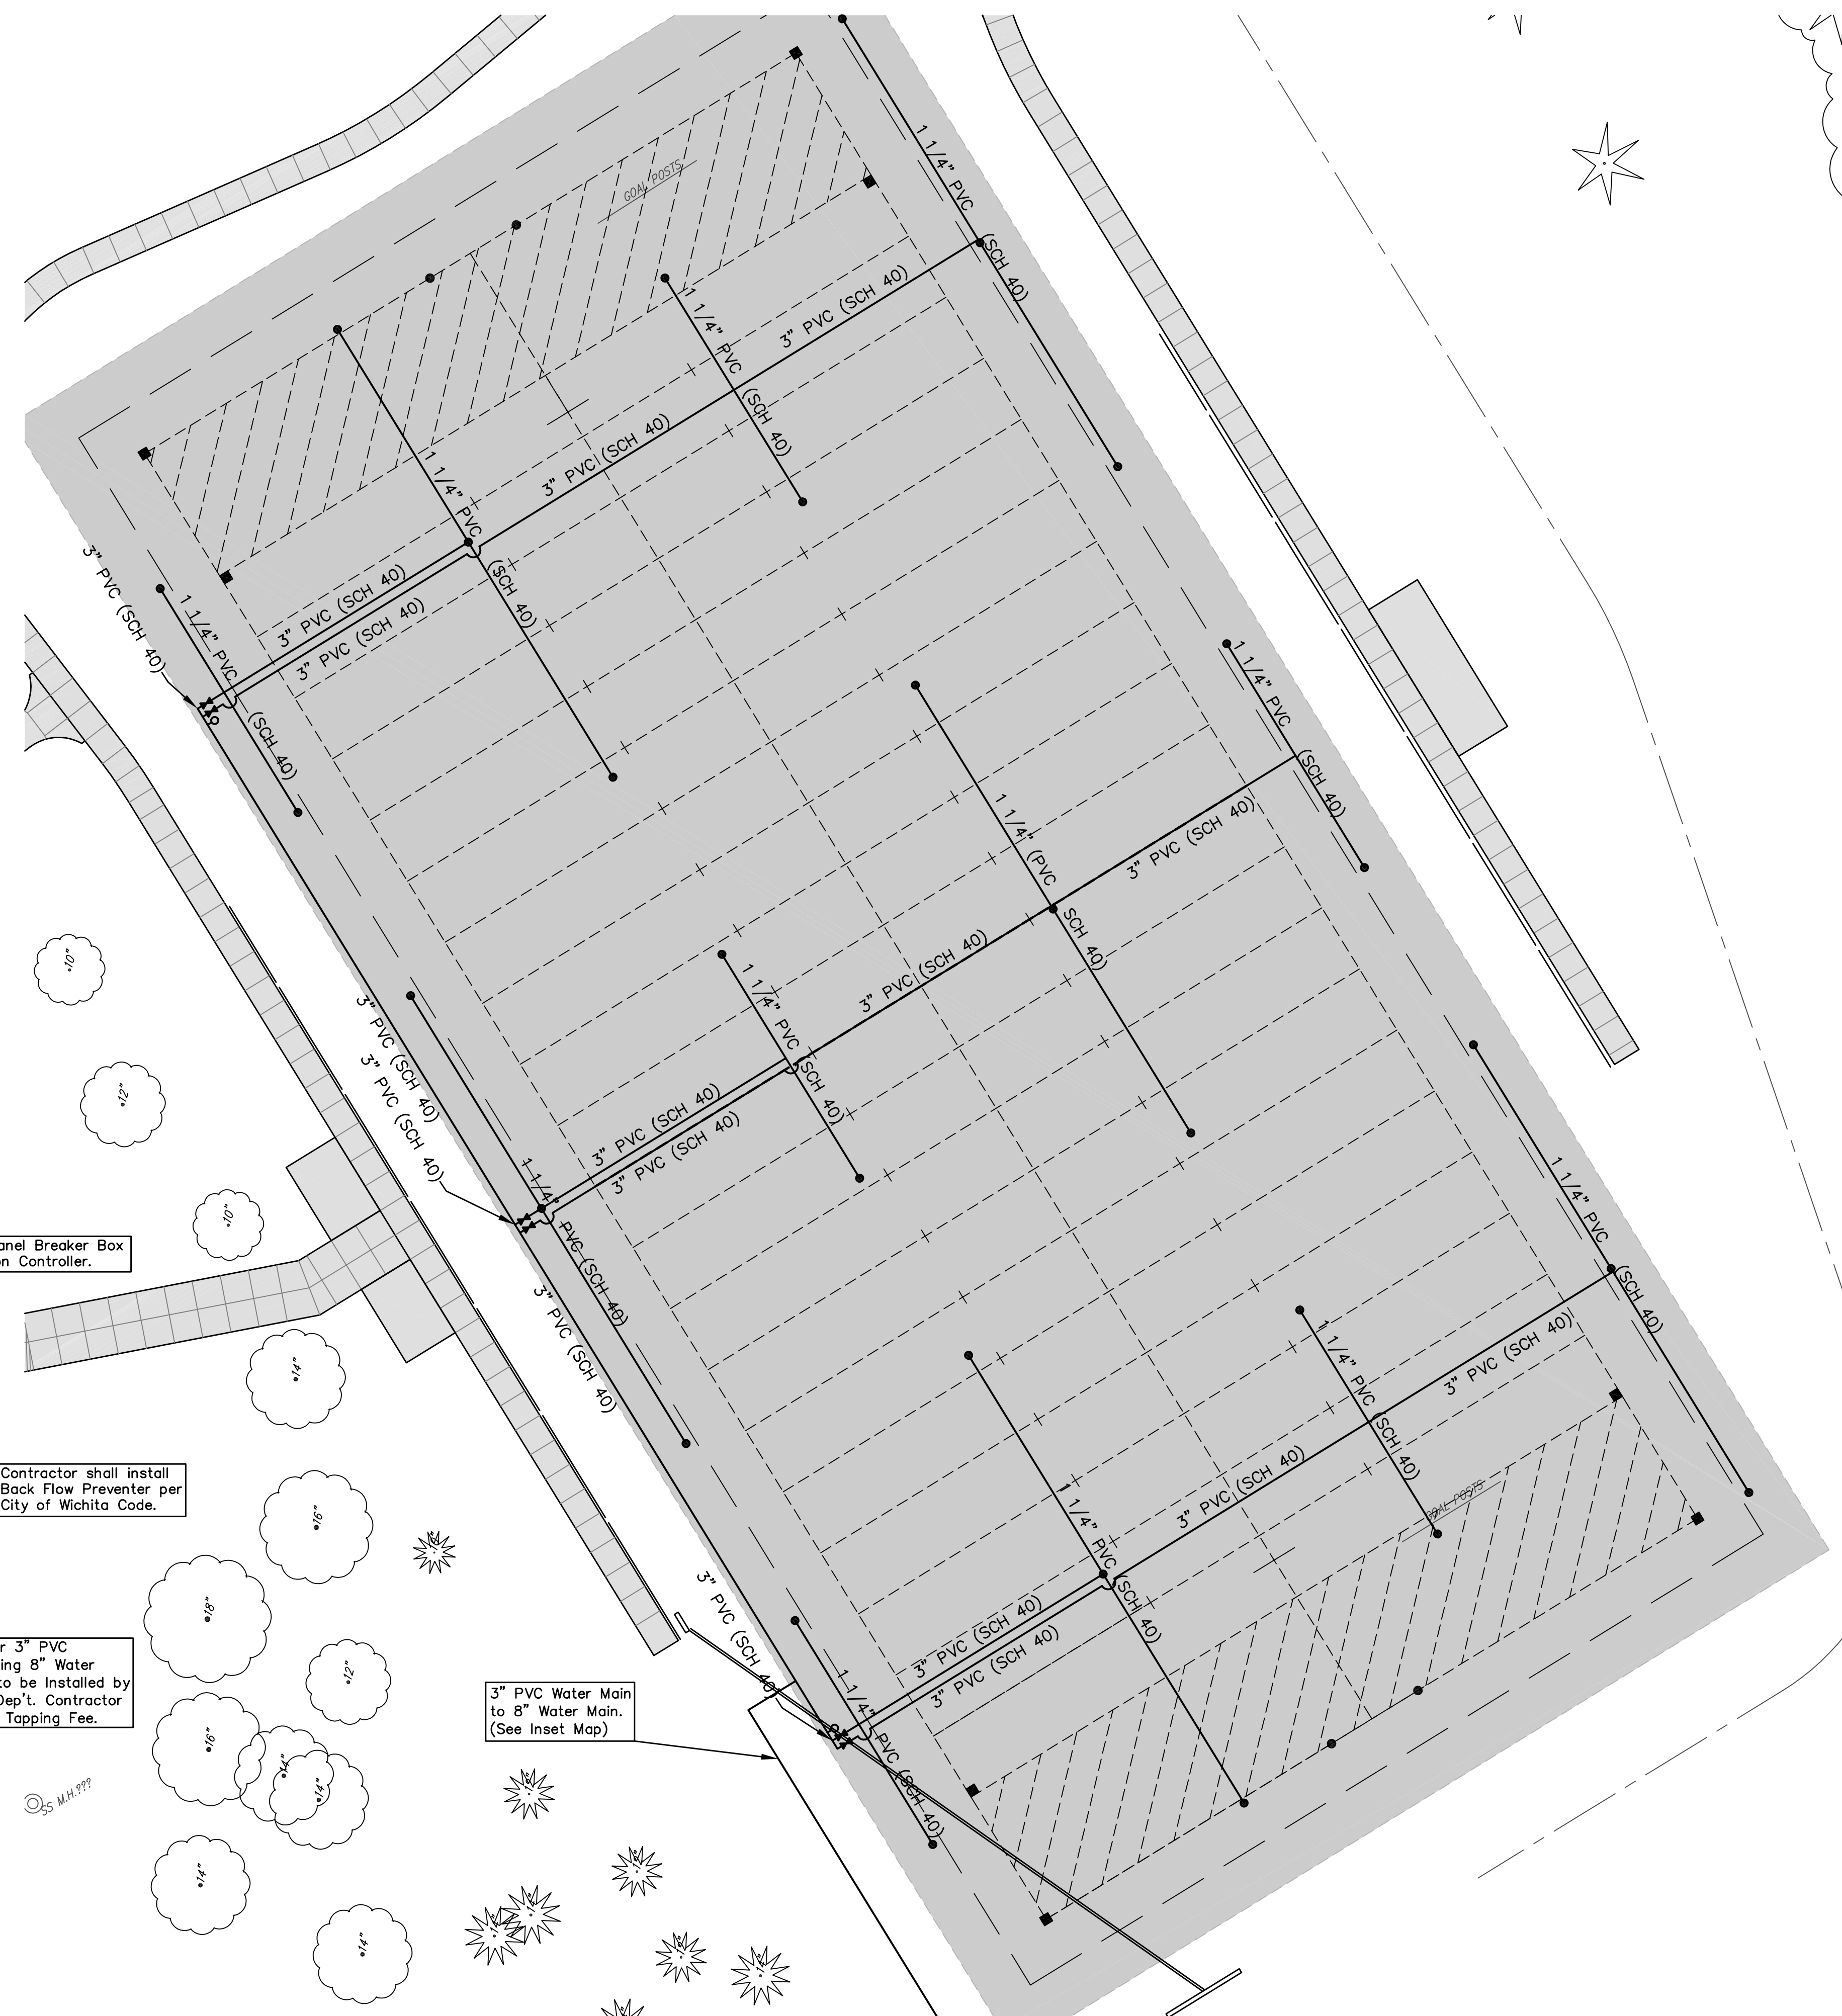 GOAL POSTS
1 1/4" PVC
(SCH 40)
3" PVC (SCH 40)
1 1/4" PVC
(SCH 40)
3" PVC (SCH 40)
1 1/4" PVC
(SCH 40)
3" PVC (SCH 40)
3" PVC (SCH 40)
3" PVC (SCH 40)
1 1/4" PVC
(SCH 40)
1 1/4" PVC
(SCH 40)
1 1/4" (PVC
SCH 40)
3" PVC (SCH 40)
3" PVC (SCH 40)
1 1/4" PVC
(SCH 40)
3" PVC (SCH 40)
3" PVC (SCH 40)
3" PVC (SCH 40)
3" PVC (SCH 40)
1 1/4"
PVC (SCH 40)
10"
12"
10"
anel Breaker Box
n Controller.
3" PVC (SCH 40)
1 1/4" PVC
(SCH 40)
14"
1 1/4" PVC
(SCH 40)
3" PVC (SCH 40)
3" PVC (SCH 40)
GOAL POSTS
Contractor shall install
Back Flow Preventer per
City of Wichita Code.
16"
1 1/4" PVC
(SCH 40)
3" PVC (SCH 40)
3" PVC (SCH 40)
3" PVC (SCH 40)
1 1/4"
PVC (SCH 40)
18"
12"
r 3" PVC
ing 8" Water
to be Installed by
Dep't. Contractor
Tapping Fee.
3" PVC Water Main
to 8" Water Main.
(See Inset Map)
16"
14"
14"
SS M.H.???
14"
14"